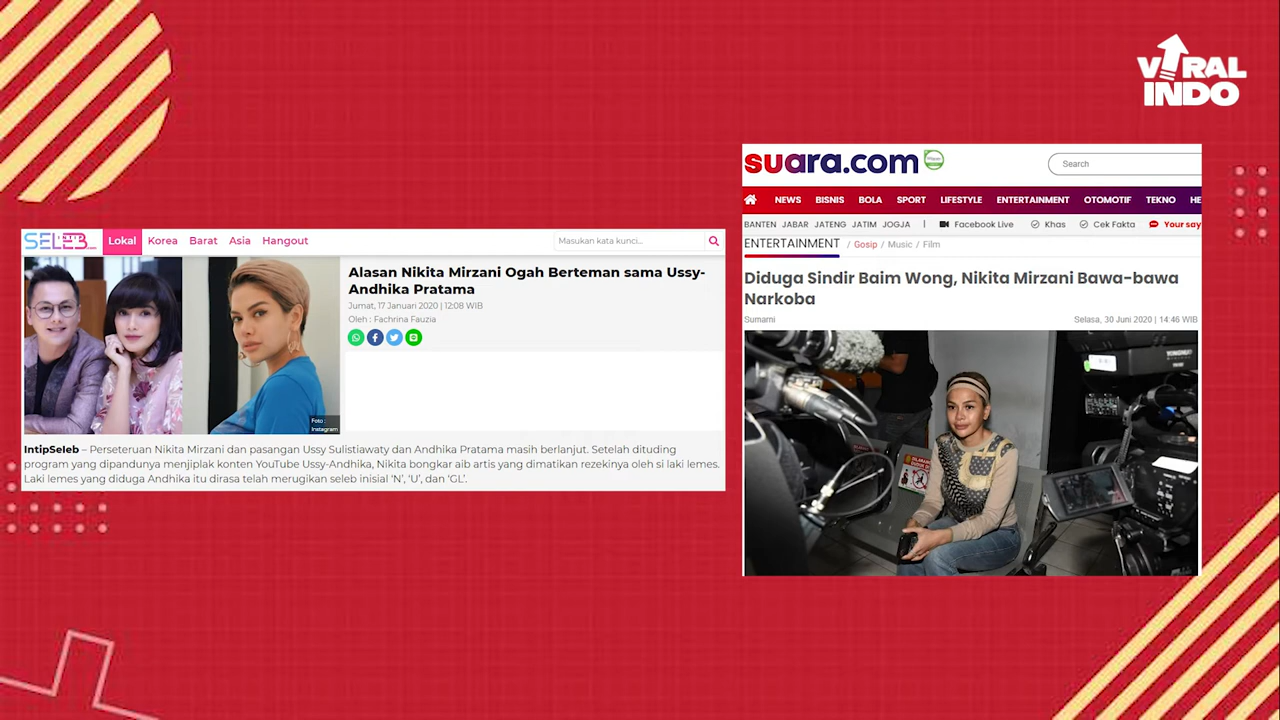 VIRAL
INDO
INTIP
SELEB.com
Lokal Korea Barat Asia Hangout
Masukan kata kunci...
Alasan Nikita Mirzani Ogah Berteman sama Ussy-
Andhika Pratama
Jumat, 17 Januari 2020 | 12:08 WIB
Oleh : Fachrina Fauzia
Foto :
Instagram
IntipSeleb – Perseteruan Nikita Mirzani dan pasangan Ussy Sulistiawaty dan Andhika Pratama masih berlanjut. Setelah dituding
program yang dipandunya menjiplak konten YouTube Ussy-Andhika, Nikita bongkar aib artis yang dimatikan rezekinya oleh si laki lemes.
Laki lemes yang diduga Andhika itu dirasa telah merugikan seleb inisial ‘N’, ‘U’, dan ‘GL’.
suara.com
Search
NEWS BISNIS BOLA SPORT LIFESTYLE ENTERTAINMENT OTOMOTIF TEKNO HE
BANTEN JABAR JATENG JATIM JOGJA | Facebook Live Khas Cek Fakta Your say
ENTERTAINMENT / Gosip / Music / Film
Diduga Sindir Baim Wong, Nikita Mirzani Bawa-bawa
Narkoba
Sumarni
Selasa, 30 Juni 2020 | 14:46 WIB